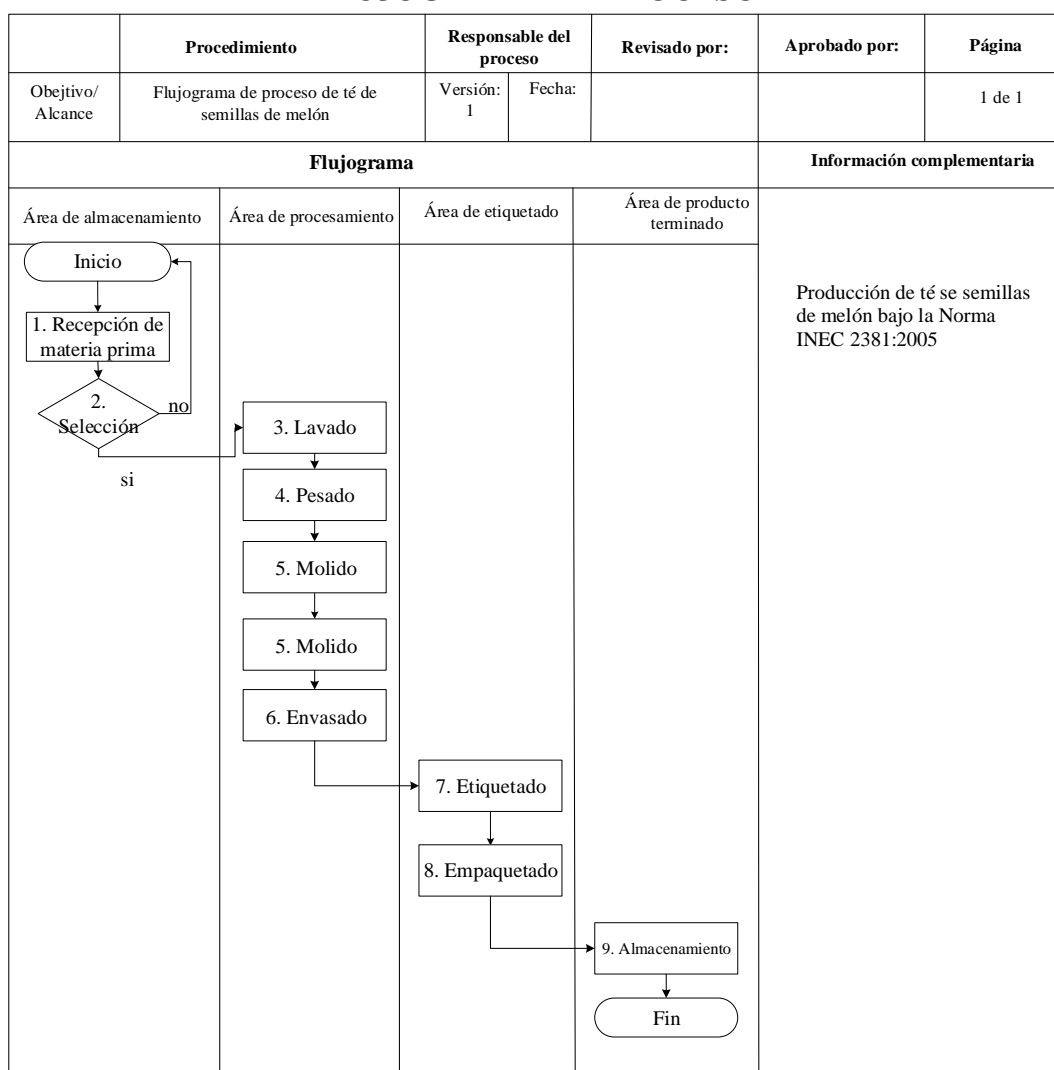 Procedimiento
Responsable del
proceso
Revisado por:
Aprobado por:
Página
Obejtivo/
Alcance
Flujograma de proceso de té de
semillas de melón
Versión:
1
Fecha:
1 de 1
Flujograma
Información complementaria
Área de almacenamiento
Área de procesamiento
Área de etiquetado
Área de producto
terminado
Inicio
1. Recepción de
materia prima
2.
Selección
no
si
3. Lavado
4. Pesado
5. Molido
5. Molido
6. Envasado
7. Etiquetado
8. Empaquetado
9. Almacenamiento
Fin
Producción de té se semillas
de melón bajo la Norma
INEC 2381:2005